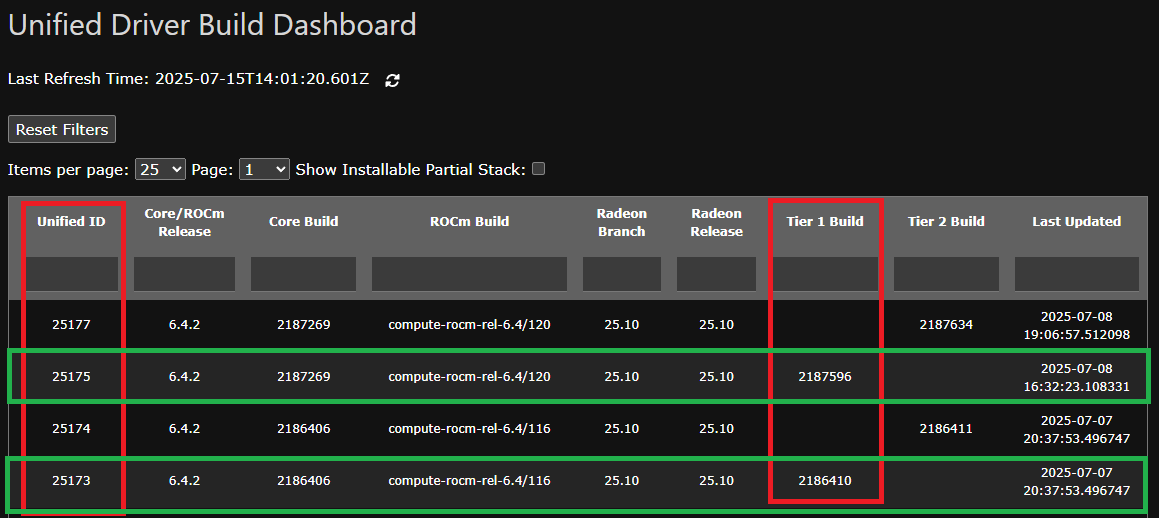 Unified Driver Build Dashboard
Last Refresh Time: 2025-07-15T14:01:20.601Z
Reset Filters
Items per page: 25 Page: 1 Show Installable Partial Stack:
Unified ID Core/ROCm Release Core Build ROCm Build Radeon Branch Radeon Release Tier 1 Build Tier 2 Build Last Updated
25177 6.4.2 2187269 compute-rocm-rel-6.4/120 25.10 25.10 2187634 2025-07-08 19:06:57.512098
25175 6.4.2 2187269 compute-rocm-rel-6.4/120 25.10 25.10 2187596 2025-07-08 16:32:23.108331
25174 6.4.2 2186406 compute-rocm-rel-6.4/116 25.10 25.10 2186411 2025-07-07 20:37:53.496747
25173 6.4.2 2186406 compute-rocm-rel-6.4/116 25.10 25.10 2186410 2025-07-07 20:37:53.496747